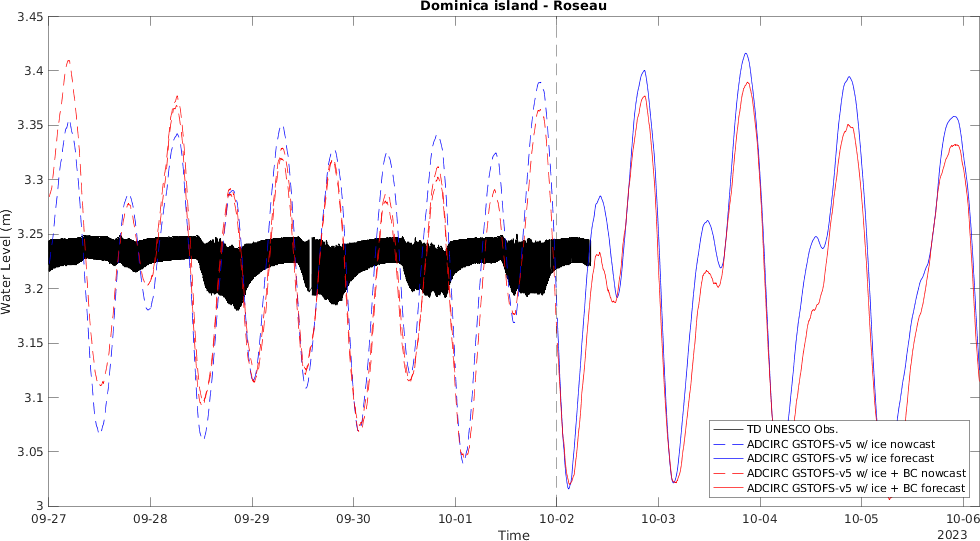 Dominica island - Roseau
3.45
3.4
3.35
3.3
3.25
3.2
3.15
3.1
3.05
3
Water Level (m)
TD UNESCO Obs.
ADCIRC GSTOFS-v5 w/ ice nowcast
ADCIRC GSTOFS-v5 w/ ice forecast
ADCIRC GSTOFS-v5 w/ ice + BC nowcast
ADCIRC GSTOFS-v5 w/ ice + BC forecast
09-27 09-28 09-29 09-30 10-01 10-02 10-03 10-04 10-05 10-06
Time
2023